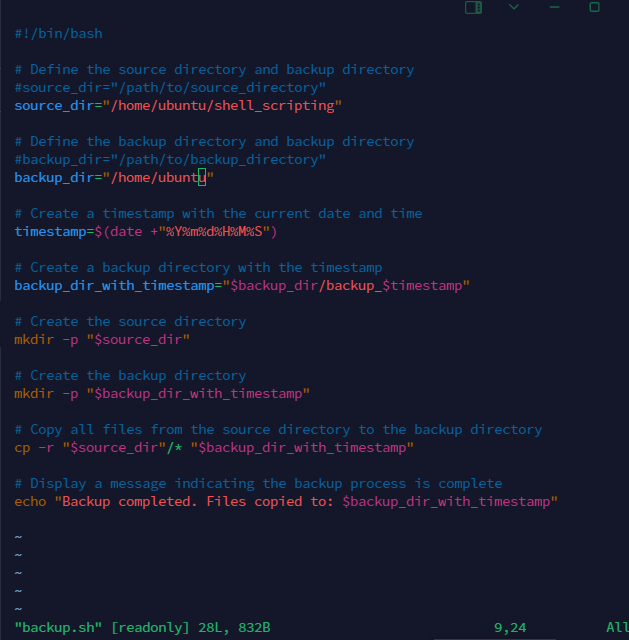 #!/bin/bash
# Define the source directory and backup directory
#source_dir="/path/to/source_directory"
source_dir="/home/ubuntu/shell_scripting"
# Define the backup directory and backup directory
#backup_dir="/path/to/backup_directory"
backup_dir="/home/ubuntu"
# Create a timestamp with the current date and time
timestamp=$(date +"%Y%m%d%H%M%S")
# Create a backup directory with the timestamp
backup_dir_with_timestamp="$backup_dir/backup_$timestamp"
# Create the source directory
mkdir -p "$source_dir"
# Create the backup directory
mkdir -p "$backup_dir_with_timestamp"
# Copy all files from the source directory to the backup directory
cp -r "$source_dir"/* "$backup_dir_with_timestamp"
# Display a message indicating the backup process is complete
echo "Backup completed. Files copied to: $backup_dir_with_timestamp"
~
~
~
~
~
"backup.sh" [readonly] 28L, 832B 9,24 All